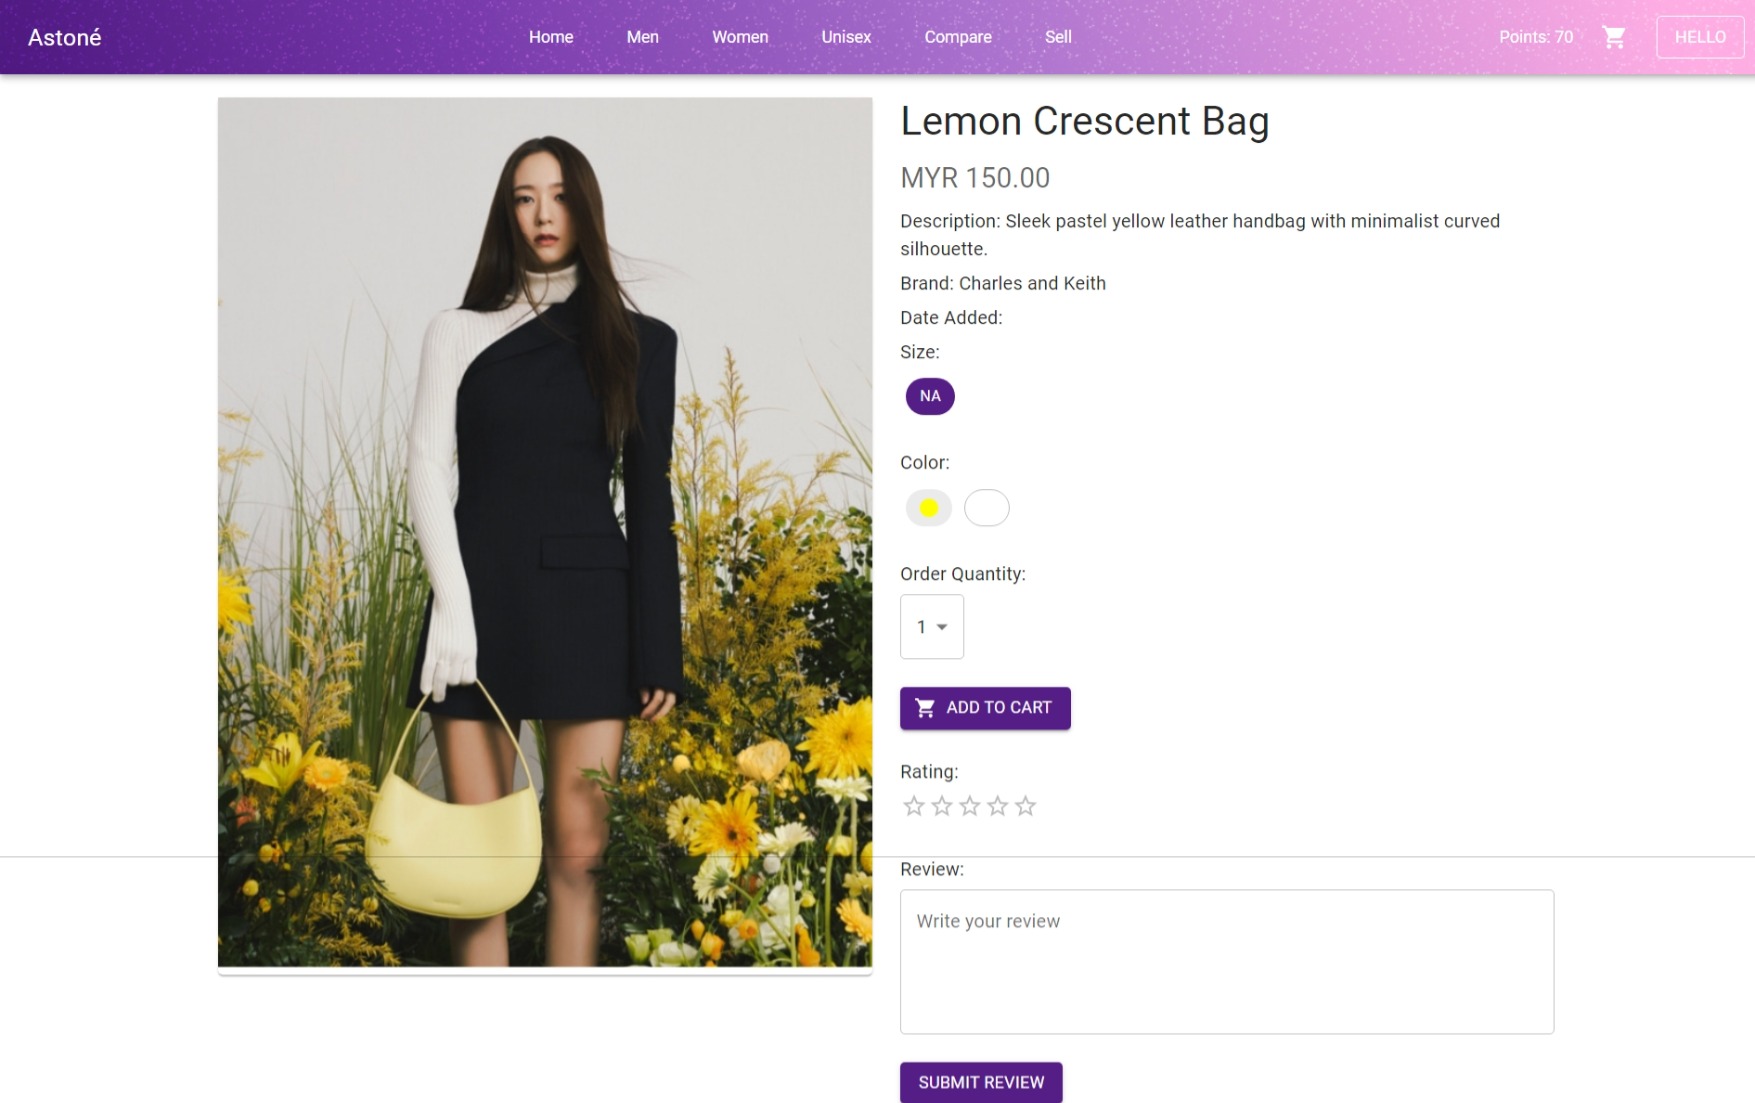 Astoné
Home Men Women Unisex Compare Sell
Points: 70
HELLO
Lemon Crescent Bag
MYR 150.00
Description: Sleek pastel yellow leather handbag with minimalist curved
silhouette.
Brand: Charles and Keith
Date Added:
Size:
NA
Color:
Order Quantity:
1
ADD TO CART
Rating:
Review:
Write your review
SUBMIT REVIEW